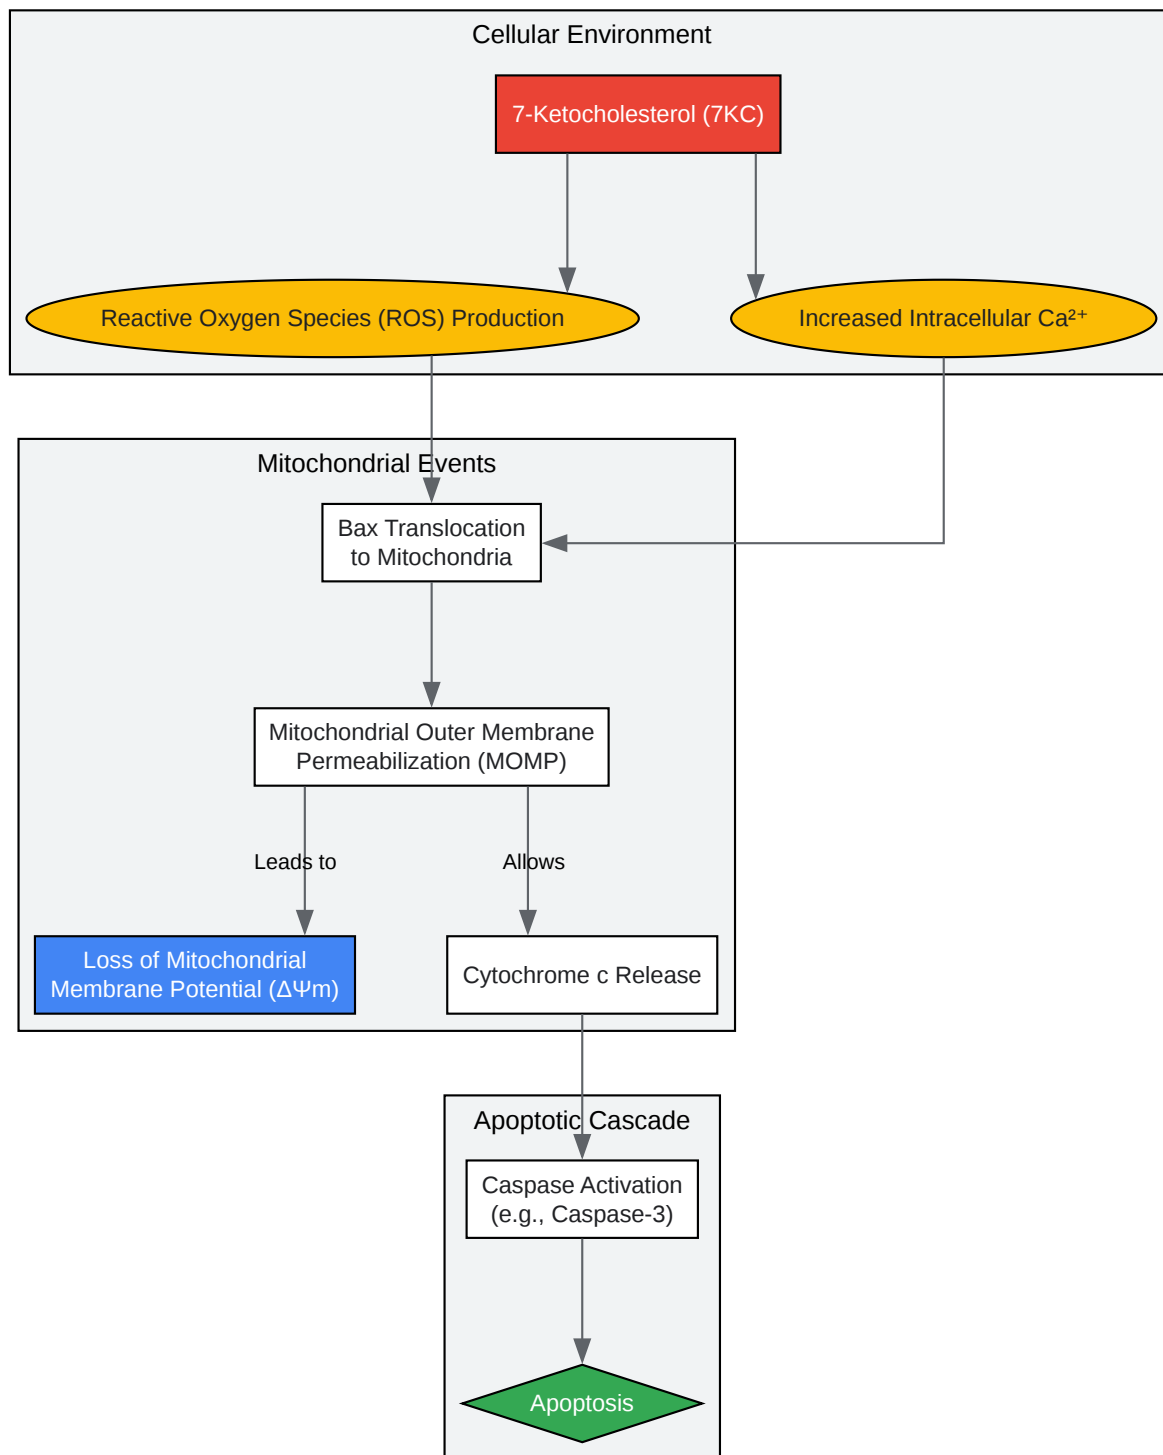 Cellular Environment
7-Ketocholesterol (7KC)
Reactive Oxygen Species (ROS) Production
Increased Intracellular Ca²⁺
Mitochondrial Events
Bax Translocation
to Mitochondria
Mitochondrial Outer Membrane
Permeabilization (MOMP)
Leads to
Allows
Loss of Mitochondrial
Membrane Potential (ΔΨm)
Cytochrome c Release
Apoptotic Cascade
Caspase Activation
(e.g., Caspase-3)
Apoptosis